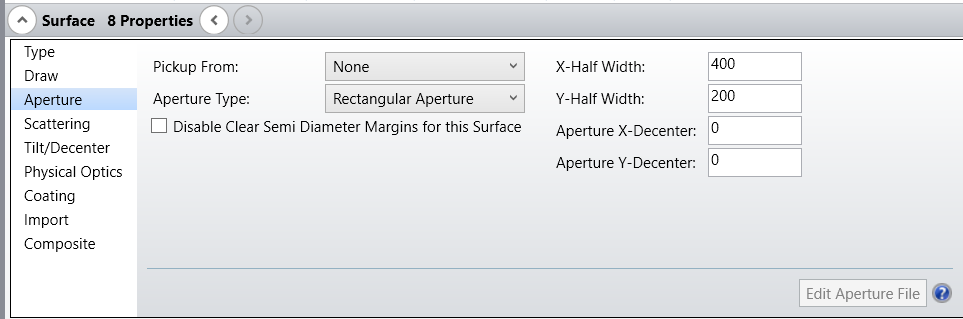 Surface 8 Properties
Type
Draw
Aperture
Scattering
Tilt/Decenter
Physical Optics
Coating
Import
Composite
Pickup From: None
Aperture Type: Rectangular Aperture
Disable Clear Semi Diameter Margins for this Surface
X-Half Width: 400
Y-Half Width: 200
Aperture X-Decenter: 0
Aperture Y-Decenter: 0
Edit Aperture File ?